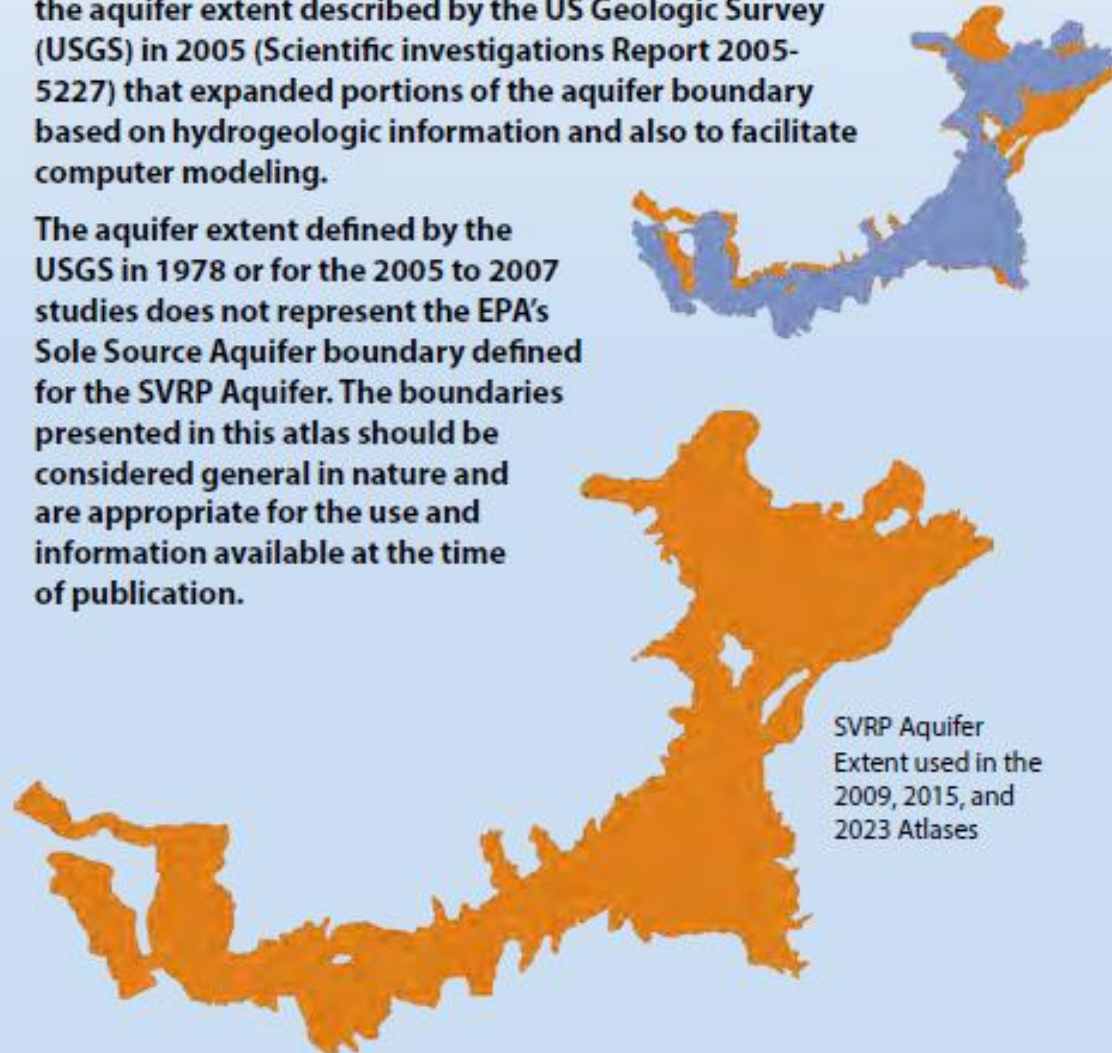 the aquifer extent described by the US Geologic Survey
(USGS) in 2005 (Scientific investigations Report 2005-
5227) that expanded portions of the aquifer boundary
based on hydrogeologic information and also to facilitate
computer modeling.
The aquifer extent defined by the
USGS in 1978 or for the 2005 to 2007
studies does not represent the EPA's
Sole Source Aquifer boundary defined
for the SVRP Aquifer. The boundaries
presented in this atlas should be
considered general in nature and
are appropriate for the use and
information available at the time
of publication.
SVRP Aquifer
Extent used in the
2009, 2015, and
2023 Atlases